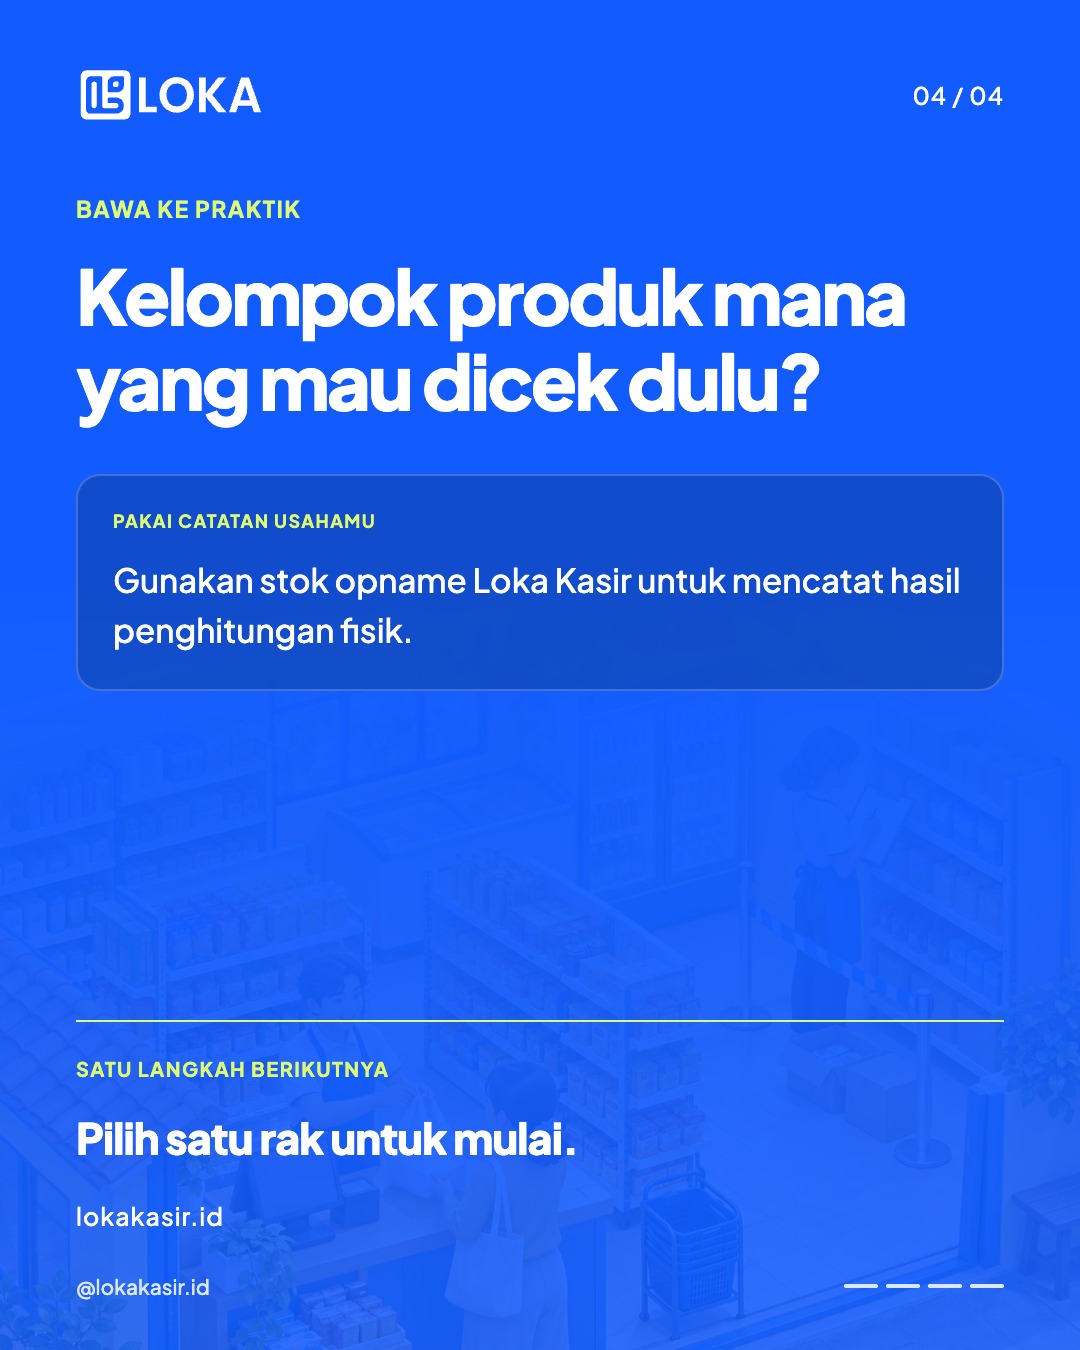 LOKA
04 / 04
BAWA KE PRAKTIK
Kelompok produk mana
yang mau dicek dulu?
PAKAI CATATAN USAHAMU
Gunakan stok opname Loka Kasir untuk mencatat hasil
penghitungan fisik.
SATU LANGKAH BERIKUTNYA
Pilih satu rak untuk mulai.
lokakasir.id
@lokakasir.id